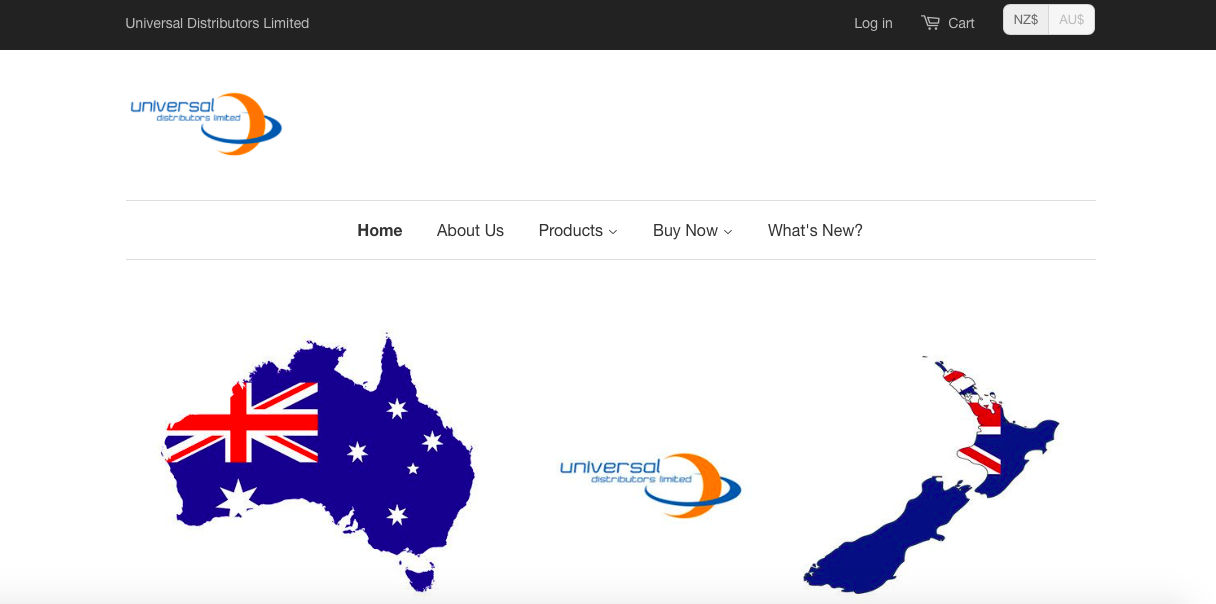 Universal Distributors Limited Log in Cart NZ$ AU$
universal
distributors limited
Home About Us Products Buy Now What's New?
universal
distributors limited